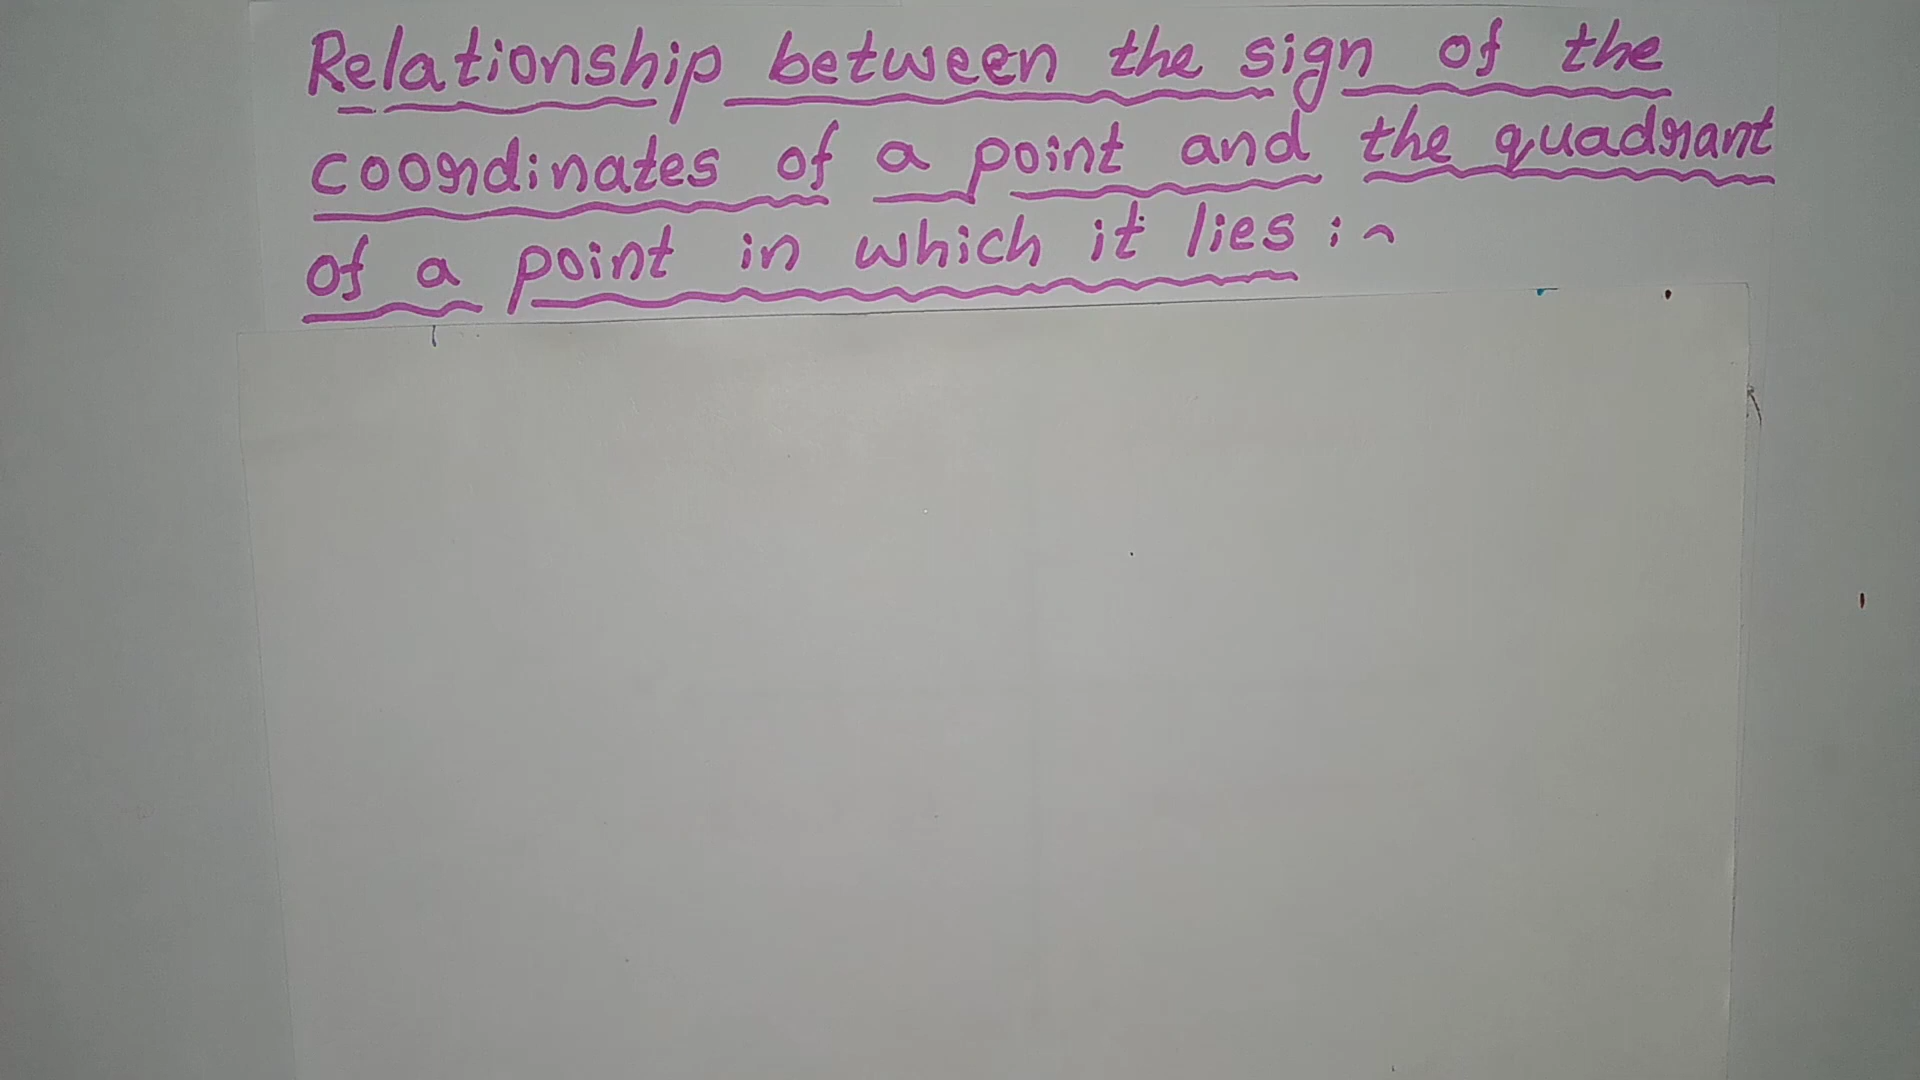 Relationship between the sign of the
coordinates of a point and the quadrant
of a point in which it lies :~